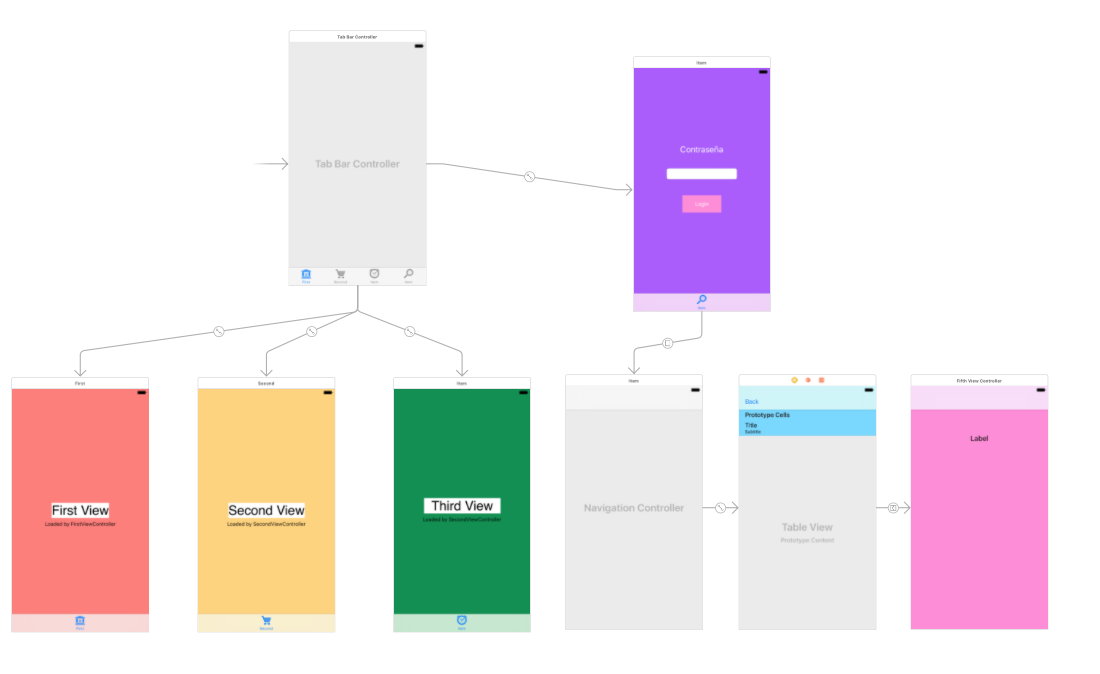 Tab Bar Controller
Tab Bar Controller
First
Second
Item
Item
Item
Contraseña
Login
Item
First
First View
Loaded by FirstViewController
First
Second
Second View
Loaded by SecondViewController
Second
Item
Third View
Loaded by SecondViewController
Item
Item
Navigation Controller
Back
Prototype Cells
Title
Subtitle
Table View
Prototype Content
Fifth View Controller
Label